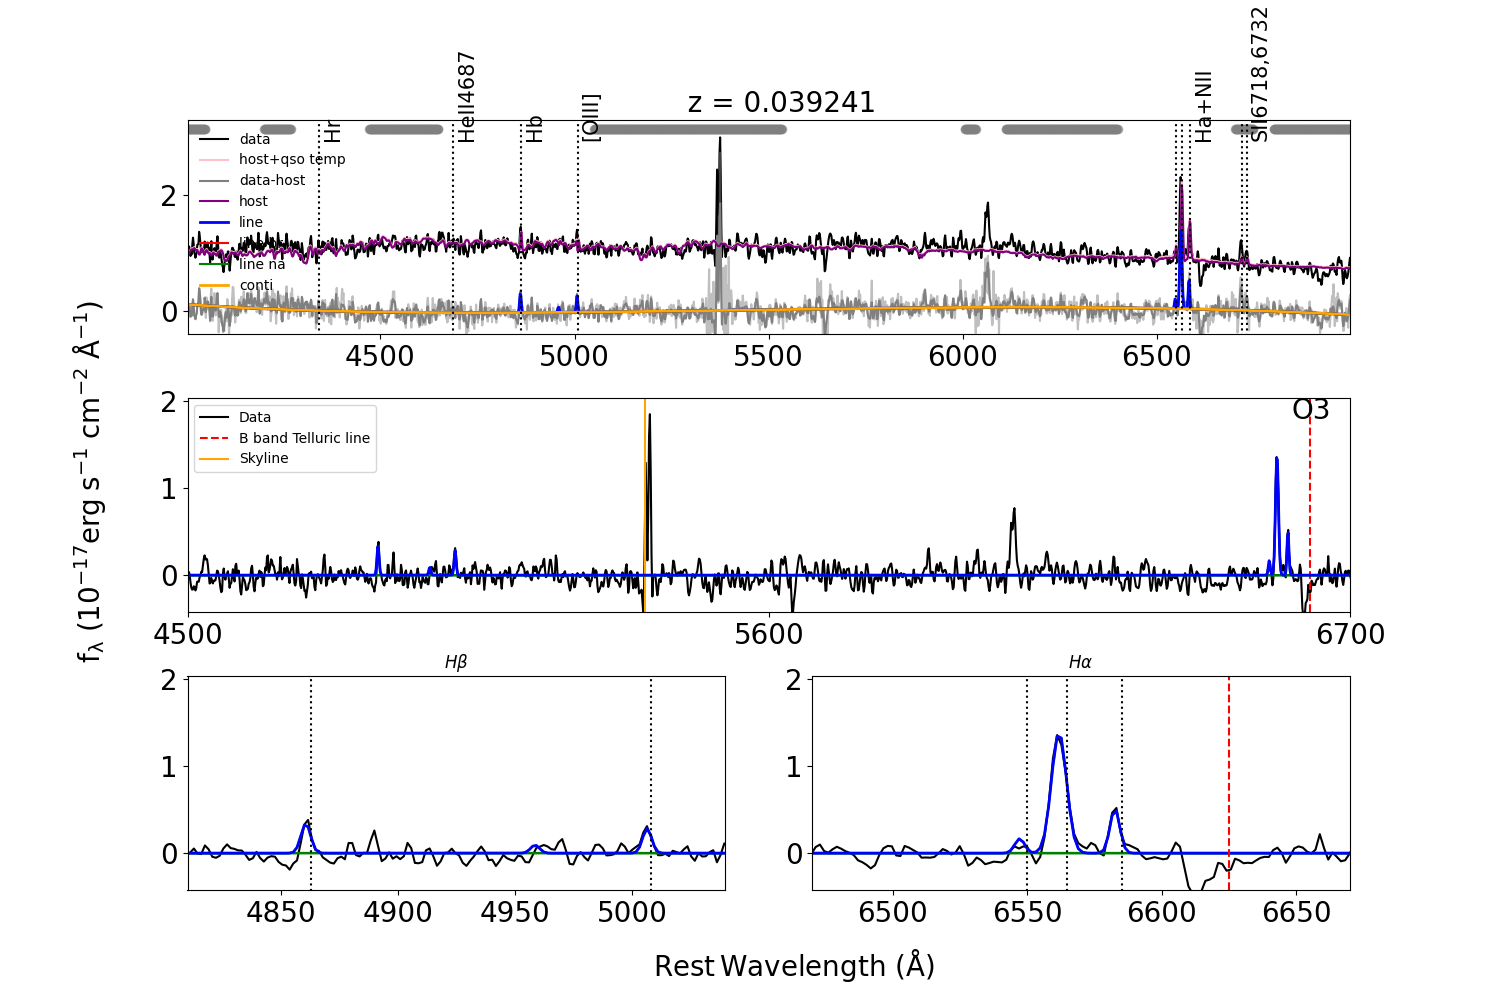 z = 0.039241
Hr
HeII4687
Hb
[OIII]
Ha+NII
SII6718,6732
data
host+qso temp
data-host
host
line
line na
conti
2
0
4500 5000 5500 6000 6500
Data
B band Telluric line
Skyline
O3
2
1
0
4500 5600 6700
fλ (10⁻¹⁷erg s⁻¹ cm⁻² Å⁻¹)
Hβ
2
1
0
4850 4900 4950 5000
Hα
2
1
0
6500 6550 6600 6650
Rest Wavelength (Å)